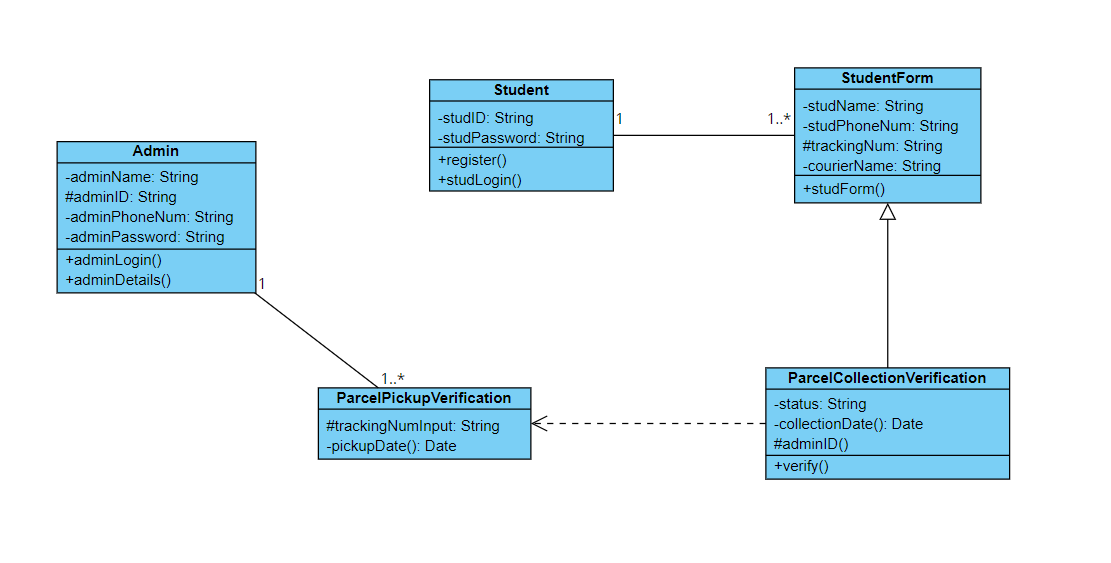 StudentForm
-studName: String
-studPhoneNum: String
#trackingNum: String
-courierName: String
+studForm()
Student
-studID: String
-studPassword: String
+register()
+studLogin()
1
1..*
Admin
-adminName: String
#adminID: String
-adminPhoneNum: String
-adminPassword: String
+adminLogin()
+adminDetails()
1
1..*
ParcelPickupVerification
#trackingNumInput: String
-pickupDate(): Date
ParcelCollectionVerification
-status: String
-collectionDate(): Date
#adminID()
+verify()